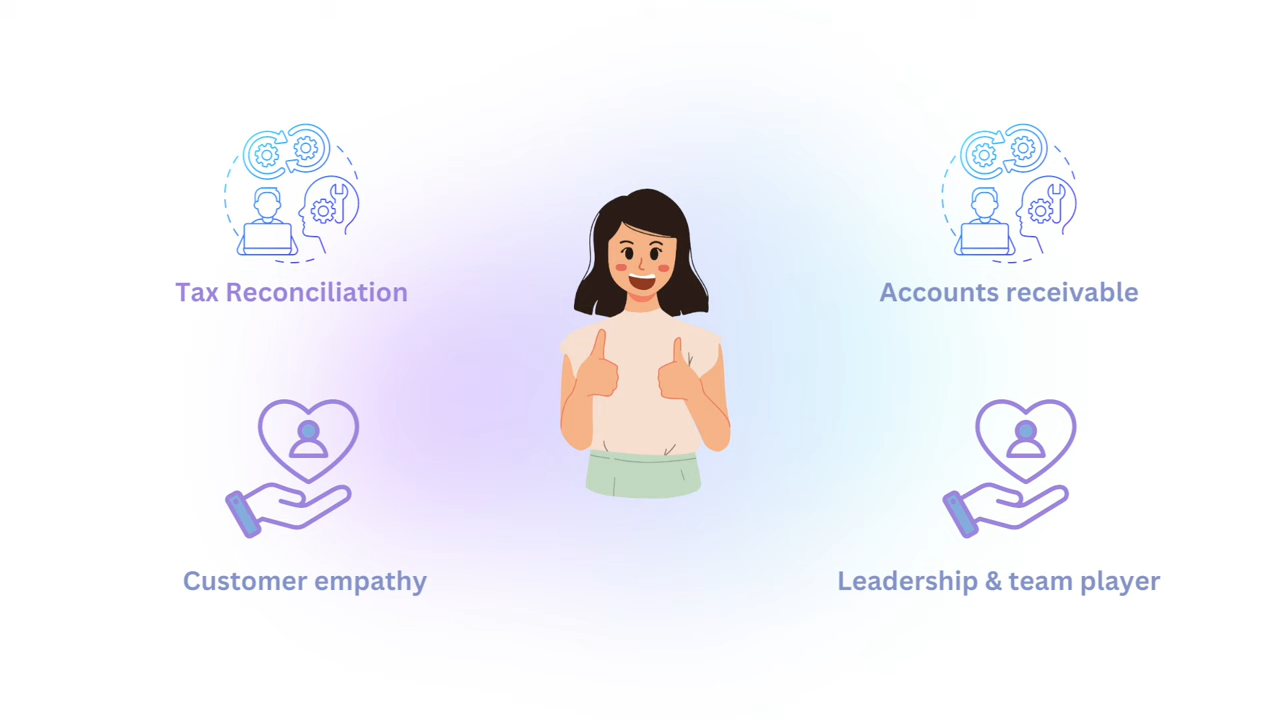 Tax Reconciliation
Accounts receivable
Customer empathy
Leadership & team player